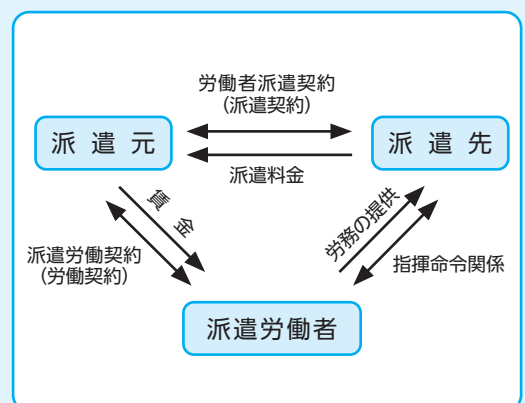 労働者派遣契約
(派遣契約)
派遣元
派遣先
派遣料金
賃金
労務の提供
派遣労働契約
(労働契約)
指揮命令関係
派遣労働者